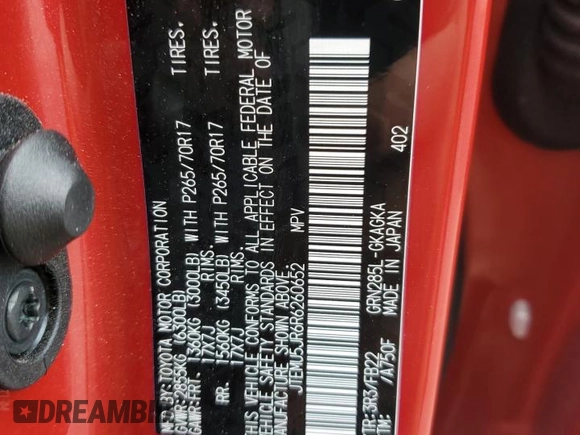 MFD. BY: TOYOTA MOTOR CORPORATION
GVWR: 2855KG (6300LB)
GAWR: FRT. 1360KG (3000LB) WITH P265/70R17 TIRES,
17X7J RIMS,
RR. 1560KG (3450LB) WITH P265/70R17 TIRES,
17X7J RIMS,
THIS VEHICLE CONFORMS TO ALL APPLICABLE FEDERAL MOTOR
VEHICLE SAFETY STANDARDS IN EFFECT ON THE DATE OF
MANUFACTURE SHOWN ABOVE.
JTEMU5JR6R6260652 MPV
402
C/TR: 3R3/FB22 GRN285L-GKAGKA
/A750F MADE IN JAPAN
DREAMBI